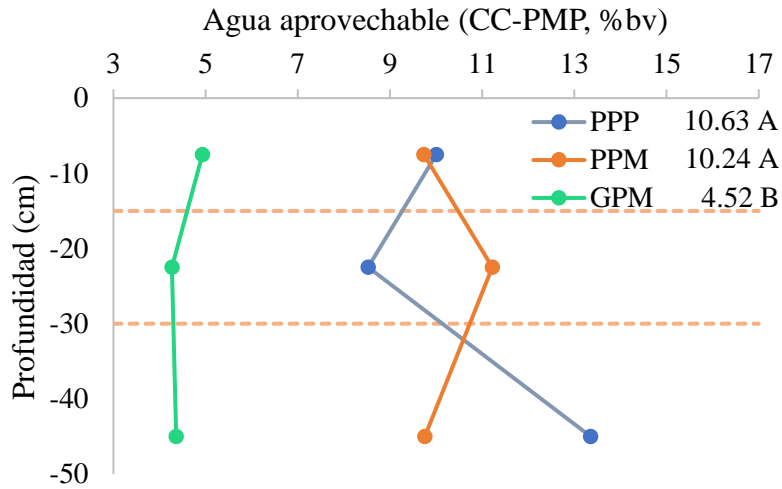 Agua aprovechable (CC-PMP, %bv)
3 5 7 9 11 13 15 17
0
-10
-20
-30
-40
-50
Profundidad (cm)
PPP 10.63 A
PPM 10.24 A
GPM 4.52 B